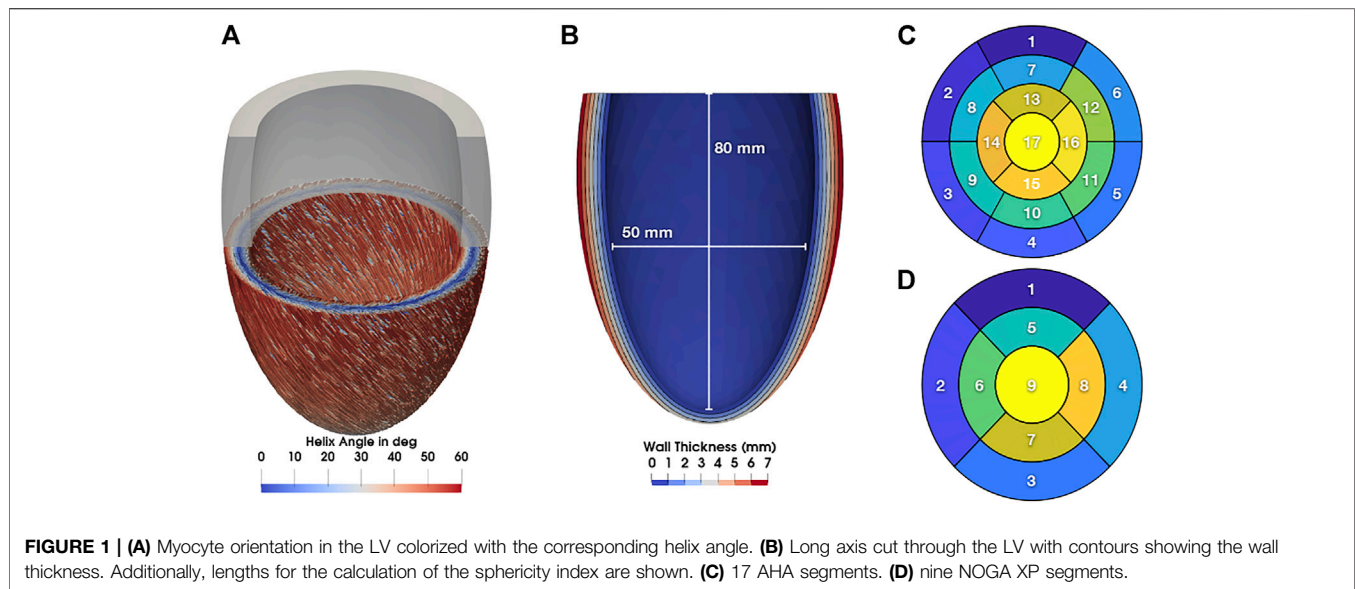 A
B
C
D
80 mm
50 mm
Helix Angle in deg
0 10 20 30 40 50 60
Wall Thickness (mm)
0 1 2 3 4 5 6 7
1
2
7
6
8
13
12
14
17
16
9
15
11
3
10
5
4
1
5
2
6
9
8
4
7
3
FIGURE 1 | (A) Myocyte orientation in the LV colorized with the corresponding helix angle. (B) Long axis cut through the LV with contours showing the wall
thickness. Additionally, lengths for the calculation of the sphericity index are shown. (C) 17 AHA segments. (D) nine NOGA XP segments.